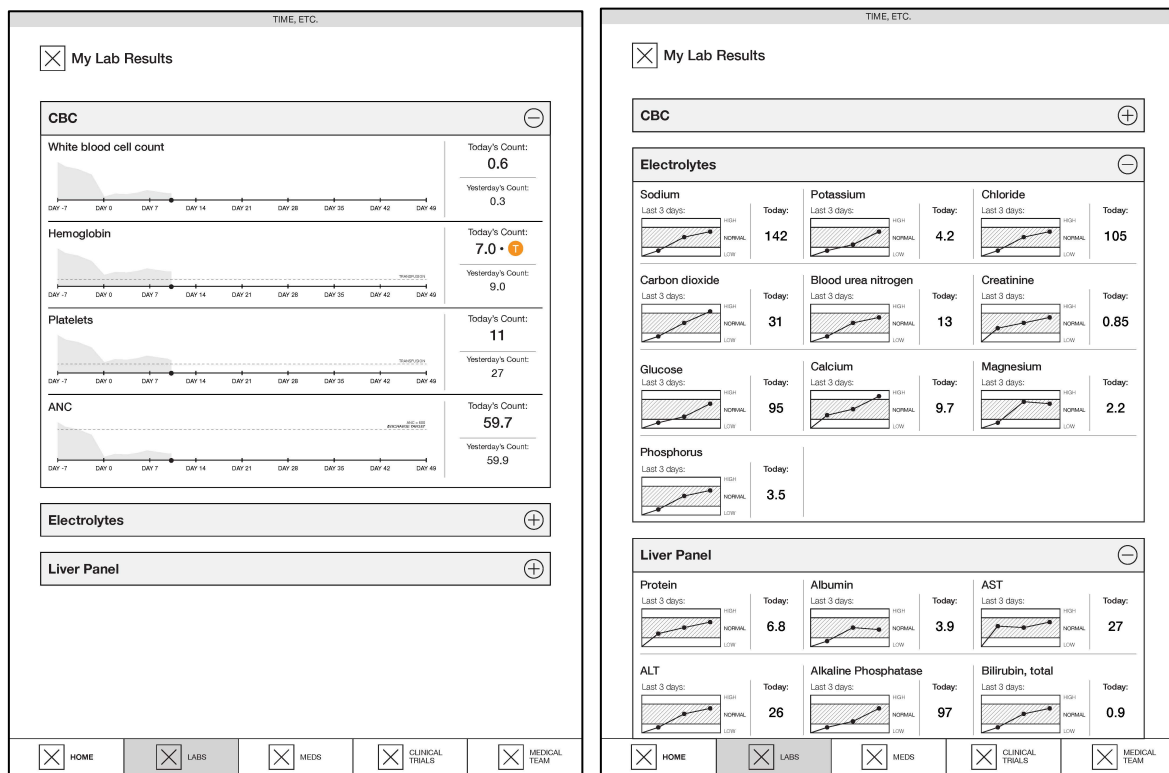 TIME, ETC.
My Lab Results
CBC
White blood cell count
Today's Count:
0.6
Yesterday's Count:
0.3
DAY -7 DAY 0 DAY 7 DAY 14 DAY 21 DAY 28 DAY 35 DAY 42 DAY 49
Hemoglobin
Today's Count:
7.0 • T
TRANSFUSION
Yesterday's Count:
9.0
DAY -7 DAY 0 DAY 7 DAY 14 DAY 21 DAY 28 DAY 35 DAY 42 DAY 49
Platelets
Today's Count:
11
TRANSFUSION
Yesterday's Count:
27
DAY -7 DAY 0 DAY 7 DAY 14 DAY 21 DAY 28 DAY 35 DAY 42 DAY 49
ANC
Today's Count:
59.7
Yesterday's Count:
59.9
DAY -7 DAY 0 DAY 7 DAY 14 DAY 21 DAY 28 DAY 35 DAY 42 DAY 49
Electrolytes
Liver Panel
HOME LABS MEDS CLINICAL TRIALS MEDICAL TEAM
TIME, ETC.
My Lab Results
CBC
Electrolytes
Sodium
Last 3 days:
HIGH
NORMAL
LOW
Today:
142
Potassium
Last 3 days:
HIGH
NORMAL
LOW
Today:
4.2
Chloride
Last 3 days:
HIGH
NORMAL
LOW
Today:
105
Carbon dioxide
Last 3 days:
HIGH
NORMAL
LOW
Today:
31
Blood urea nitrogen
Last 3 days:
HIGH
NORMAL
LOW
Today:
13
Creatinine
Last 3 days:
HIGH
NORMAL
LOW
Today:
0.85
Glucose
Last 3 days:
HIGH
NORMAL
LOW
Today:
95
Calcium
Last 3 days:
HIGH
NORMAL
LOW
Today:
9.7
Magnesium
Last 3 days:
HIGH
NORMAL
LOW
Today:
2.2
Phosphorus
Last 3 days:
HIGH
NORMAL
LOW
Today:
3.5
Liver Panel
Protein
Last 3 days:
HIGH
NORMAL
LOW
Today:
6.8
Albumin
Last 3 days:
HIGH
NORMAL
LOW
Today:
3.9
AST
Last 3 days:
HIGH
NORMAL
LOW
Today:
27
ALT
Last 3 days:
HIGH
NORMAL
LOW
Today:
26
Alkaline Phosphatase
Last 3 days:
HIGH
NORMAL
LOW
Today:
97
Bilirubin, total
Last 3 days:
HIGH
NORMAL
LOW
Today:
0.9
HOME LABS MEDS CLINICAL TRIALS MEDICAL TEAM